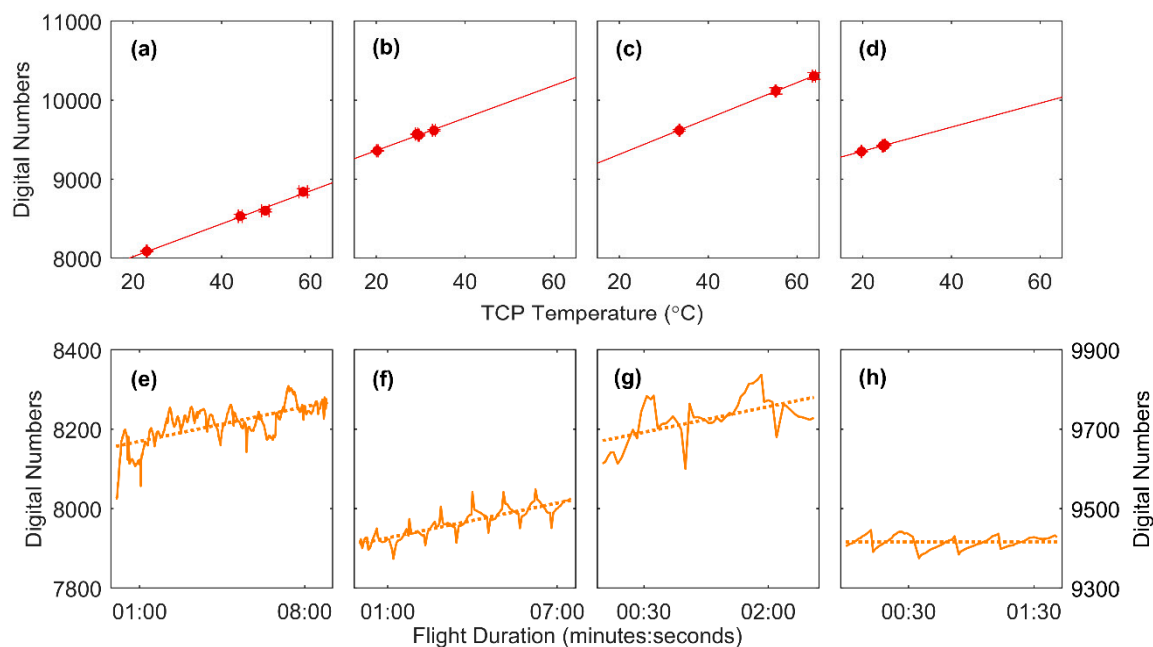 11000
10000
9000
8000
Digital Numbers
(a)
(b)
(c)
(d)
20 40 60
20 40 60
20 40 60
20 40 60
TCP Temperature (°C)
8400
8200
8000
7800
Digital Numbers
(e)
(f)
(g)
(h)
9900
9700
9500
9300
Digital Numbers
01:00 08:00
01:00 07:00
00:30 02:00
00:30 01:30
Flight Duration (minutes:seconds)